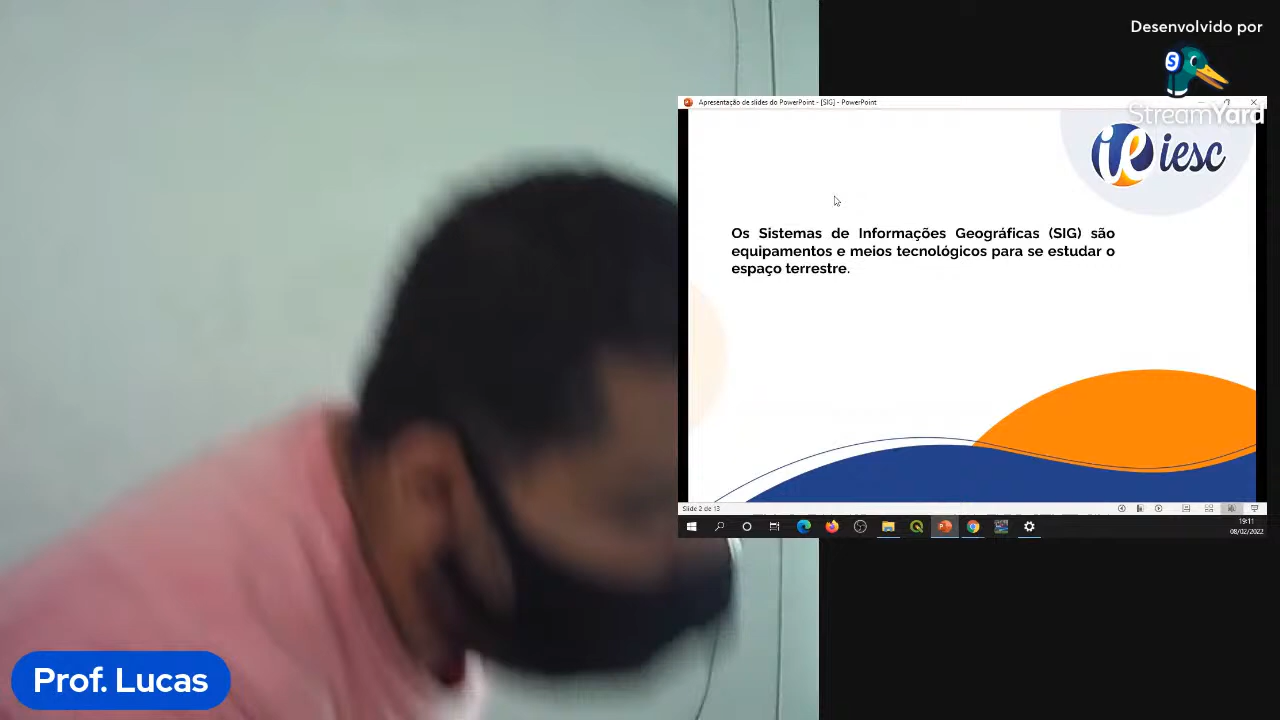 Desenvolvido por
S
StreamYard
Apresentação de slides do PowerPoint - [SIG] - PowerPoint
ie iesc
Os Sistemas de Informações Geográficas (SIG) são
equipamentos e meios tecnológicos para se estudar o
espaço terrestre.
Slide 2 de 13
19:11
08/02/2022
Prof. Lucas